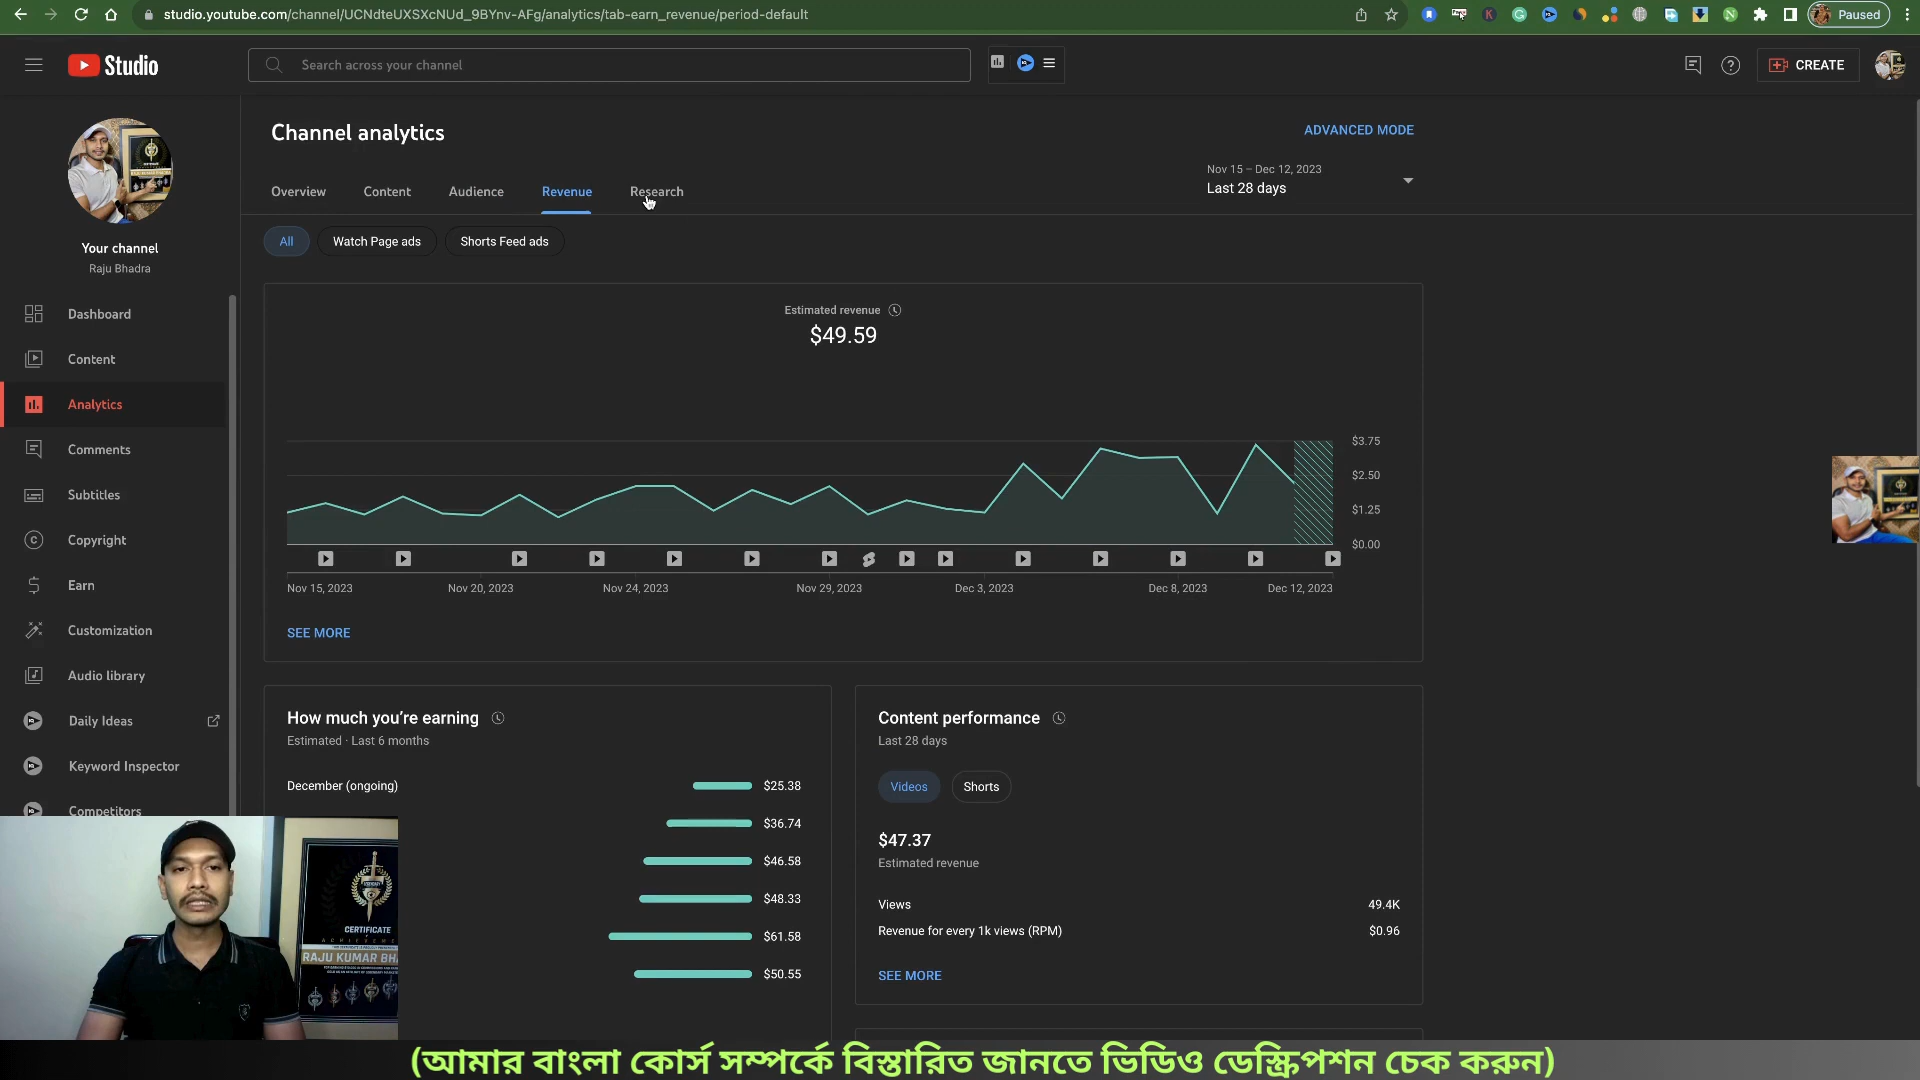 studio.youtube.com/channel/UCNdteUXSXcNUd_9BYnv-AFg/analytics/tab-earn_revenue/period-default
Paused
Studio
Search across your channel
CREATE
Channel analytics
ADVANCED MODE
Nov 15 – Dec 12, 2023
Last 28 days
Overview
Content
Audience
Revenue
Research
All
Watch Page ads
Shorts Feed ads
Your channel
Raju Bhadra
Dashboard
Content
Analytics
Comments
Subtitles
Copyright
Earn
Customization
Audio library
Daily Ideas
Keyword Inspector
Competitors
Estimated revenue
$49.59
$3.75
$2.50
$1.25
$0.00
Nov 15, 2023
Nov 20, 2023
Nov 24, 2023
Nov 29, 2023
Dec 3, 2023
Dec 8, 2023
Dec 12, 2023
SEE MORE
How much you’re earning
Estimated · Last 6 months
December (ongoing)
$25.38
$36.74
$46.58
$48.33
$61.58
$50.55
Content performance
Last 28 days
Videos
Shorts
$47.37
Estimated revenue
Views
49.4K
Revenue for every 1k views (RPM)
$0.96
SEE MORE
CERTIFICATE
RAJU KUMAR BH
(আমার বাংলা কোর্স সম্পর্কে বিস্তারিত জানতে ভিডিও ডেস্ক্রিপশন চেক করুন)